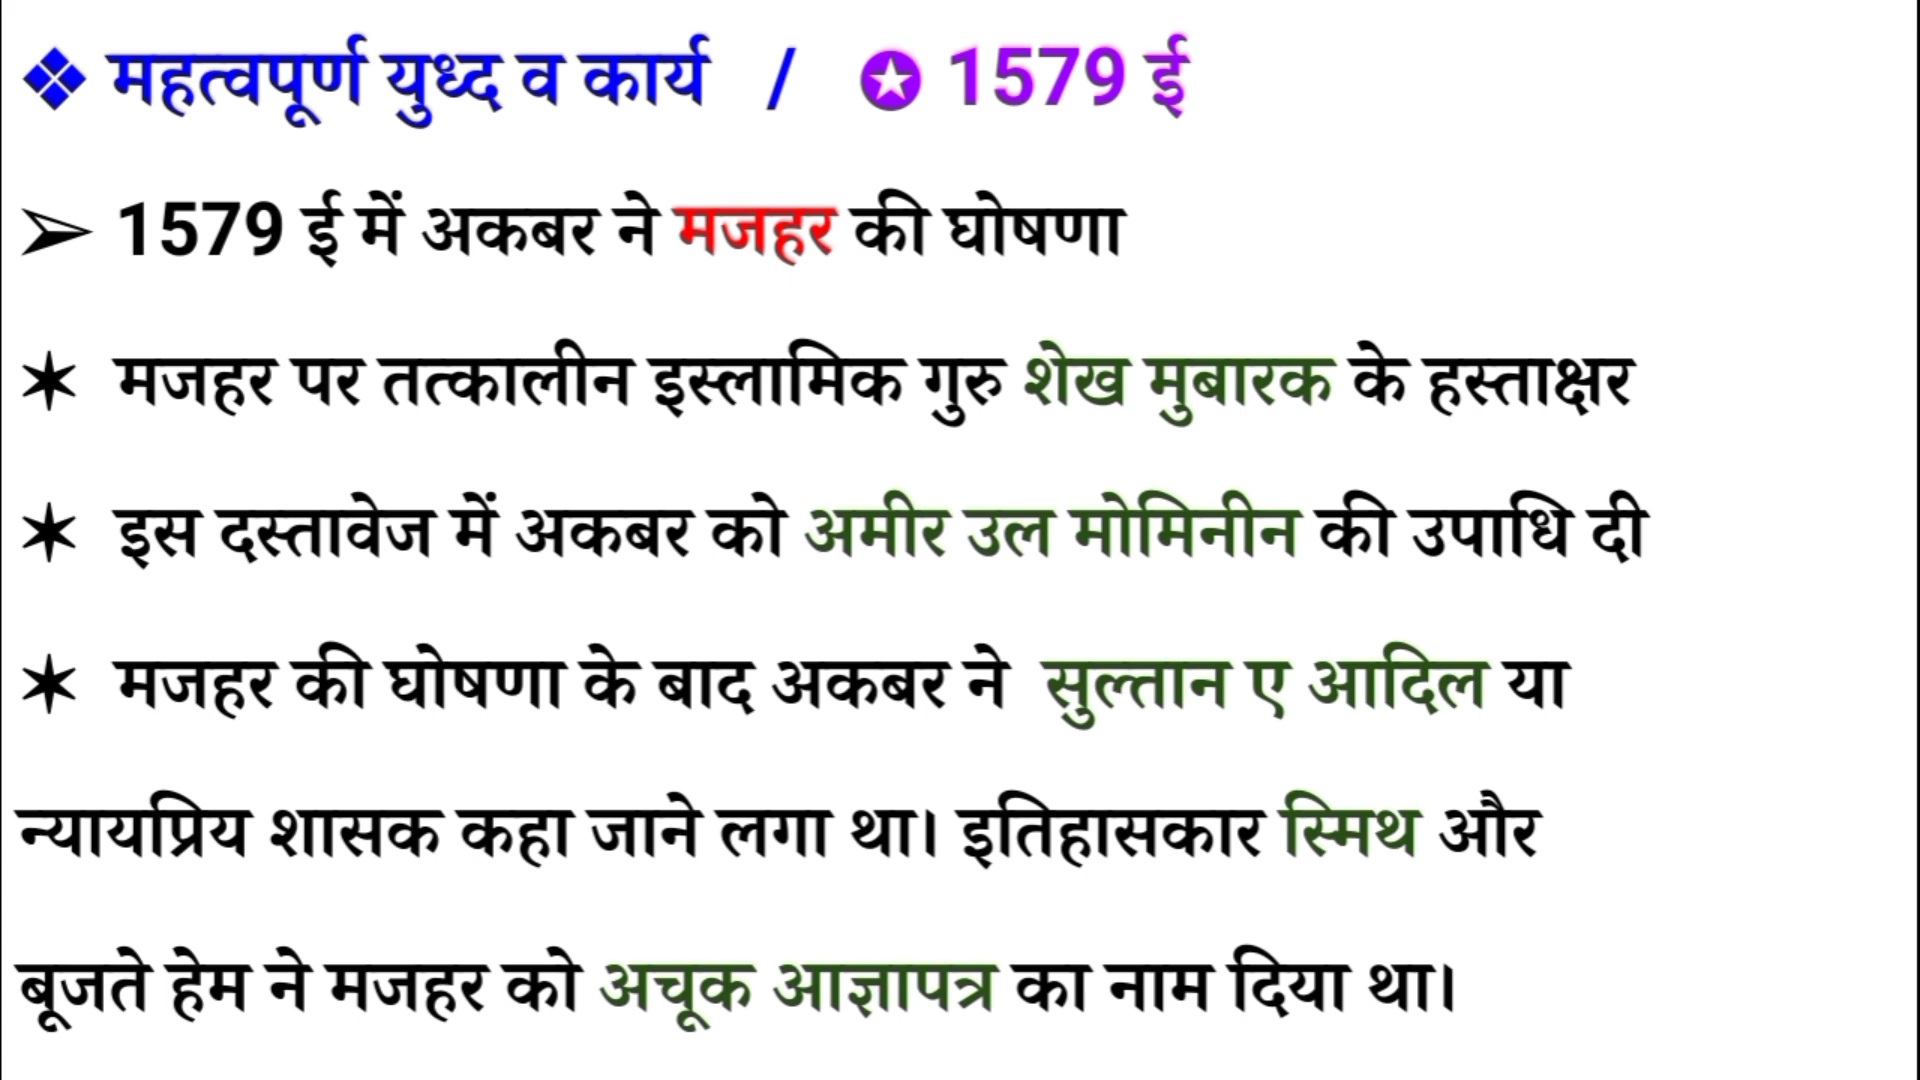 ❖ महत्वपूर्ण युध्द व कार्य / ✪ 1579 ई
➢ 1579 ई में अकबर ने मजहर की घोषणा
✶ मजहर पर तत्कालीन इस्लामिक गुरु शेख मुबारक के हस्ताक्षर
✶ इस दस्तावेज में अकबर को अमीर उल मोमिनीन की उपाधि दी
✶ मजहर की घोषणा के बाद अकबर ने सुल्तान ए आदिल या
न्यायप्रिय शासक कहा जाने लगा था। इतिहासकार स्मिथ और
बूजते हेम ने मजहर को अचूक आज्ञापत्र का नाम दिया था।